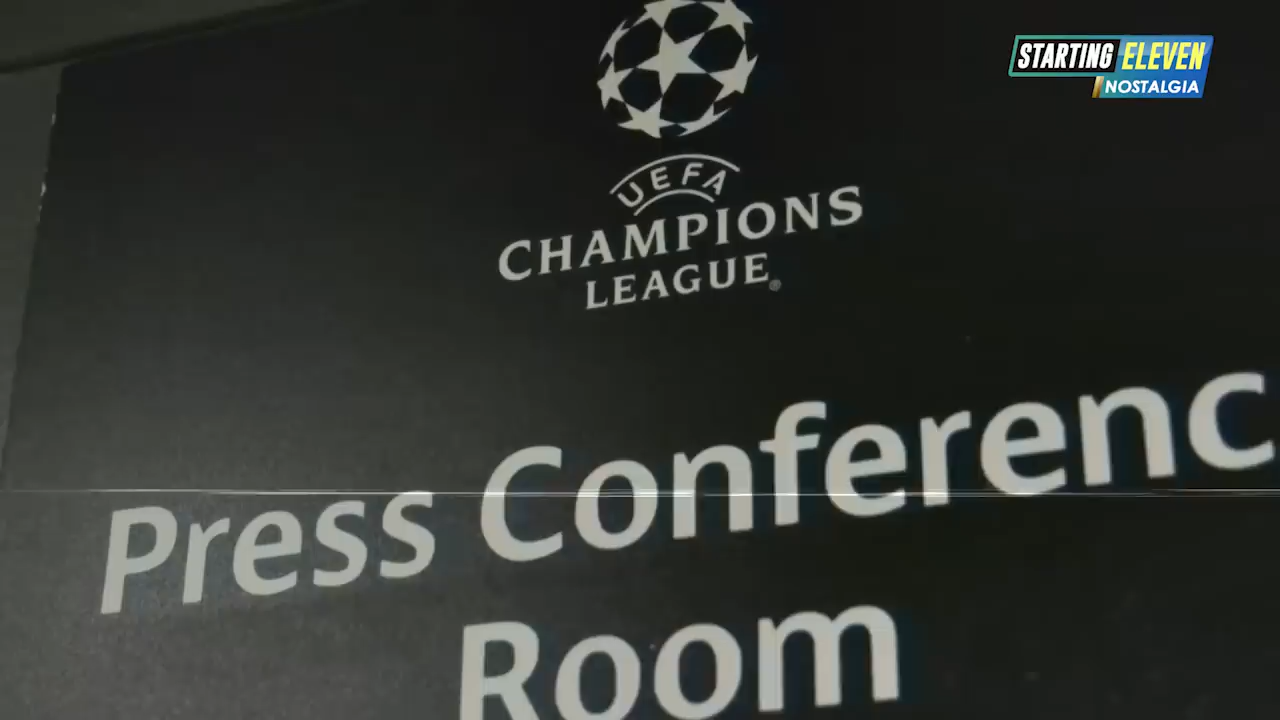 STARTING ELEVEN
NOSTALGIA
UEFA
CHAMPIONS
LEAGUE®
Press Conferenc
Room